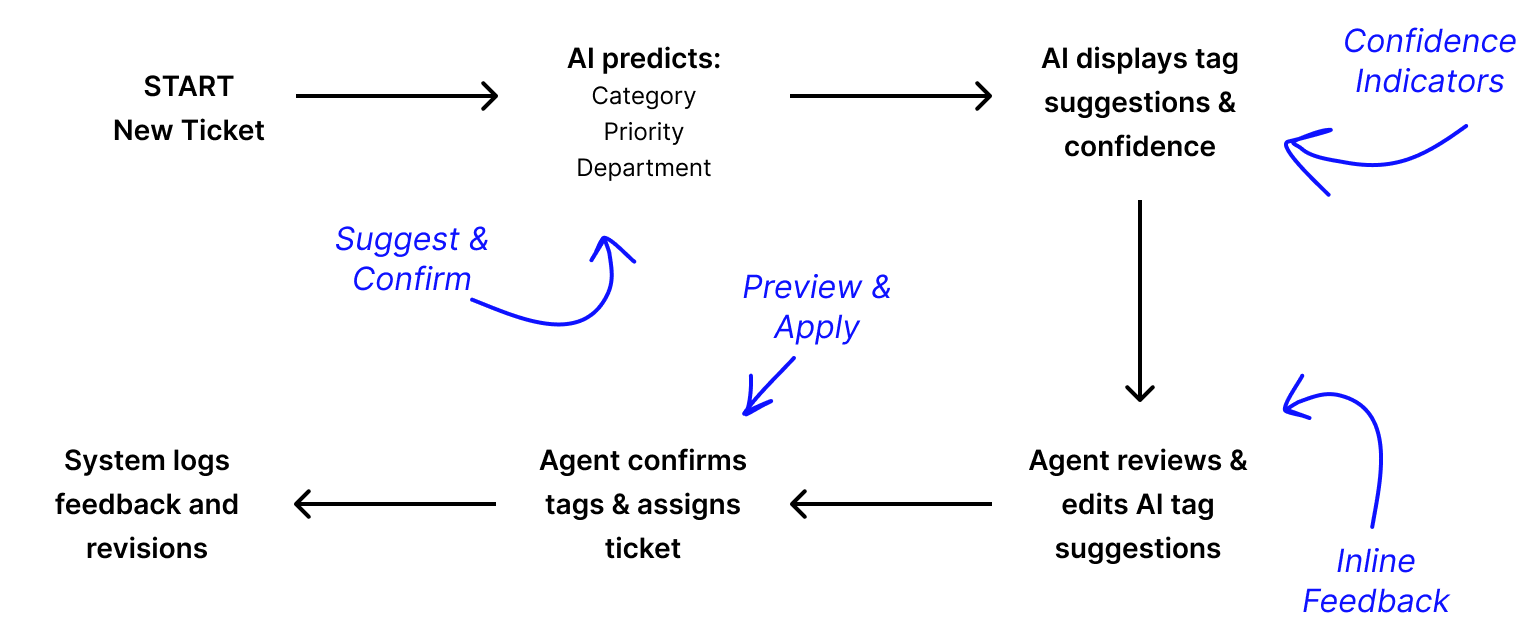 START
New Ticket
AI predicts:
Category
Priority
Department
AI displays tag
suggestions &
confidence
Confidence
Indicators
Suggest &
Confirm
Preview &
Apply
System logs
feedback and
revisions
Agent confirms
tags & assigns
ticket
Agent reviews &
edits AI tag
suggestions
Inline
Feedback